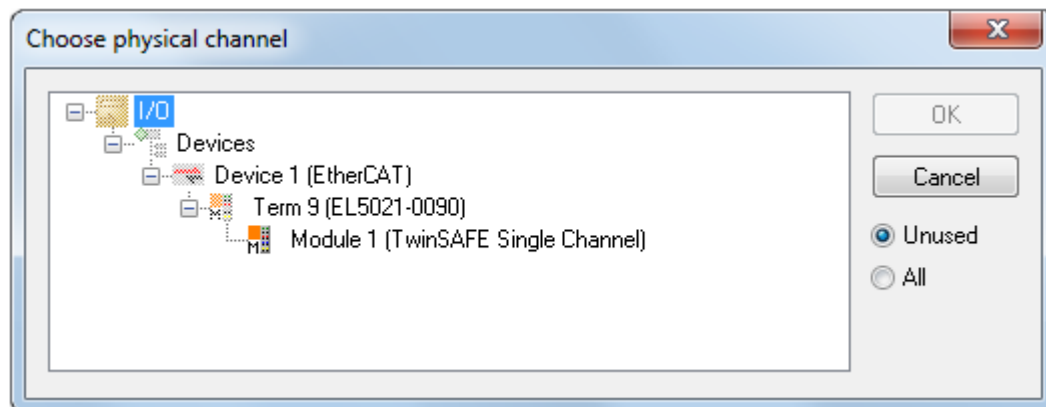 Choose physical channel
I/O
Devices
Device 1 (EtherCAT)
Term 9 (EL5021-0090)
Module 1 (TwinSAFE Single Channel)
OK
Cancel
Unused
All